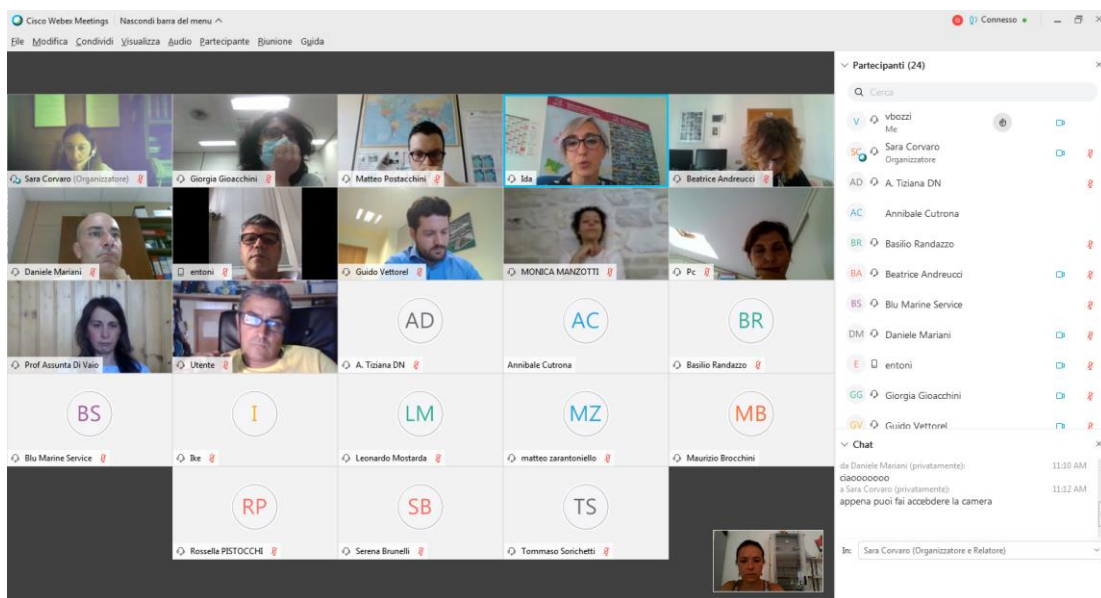 Cisco Webex Meetings Nascondi barra del menu
Connesso
File Modifica Condividi Visualizza Audio Partecipante Riunione Guida
Sara Corvaro (Organizzatore)
Giorgia Gioacchini
Matteo Postacchini
Ida
Beatrice Andreucci
Daniele Mariani
entoni
Guido Vettorel
MONICA MANZOTTI
Pc
AD
AC
BR
Prof Assunta Di Vaio
Utente
A. Tiziana DN
Annibale Cutrona
Basilio Randazzo
BS
I
LM
MZ
MB
Blu Marine Service
Ike
Leonardo Mostarda
matteo zarantoniello
Maurizio Brocchini
RP
SB
TS
Rossella PISTOCCHI
Serena Brunelli
Tommaso Sorichetti
Partecipanti (24)
Cerca
V vbozzi
Me
SC Sara Corvaro
Organizzatore
AD A. Tiziana DN
AC Annibale Cutrona
BR Basilio Randazzo
BA Beatrice Andreucci
BS Blu Marine Service
DM Daniele Mariani
E entoni
GG Giorgia Gioacchini
GV Guido Vettorel
Chat
da Daniele Mariani (privatamente): 11:10 AM
ciaooooooo
a Sara Corvaro (privatamente): 11:12 AM
appena puoi fai accebdere la camera
In: Sara Corvaro (Organizzatore e Relatore)